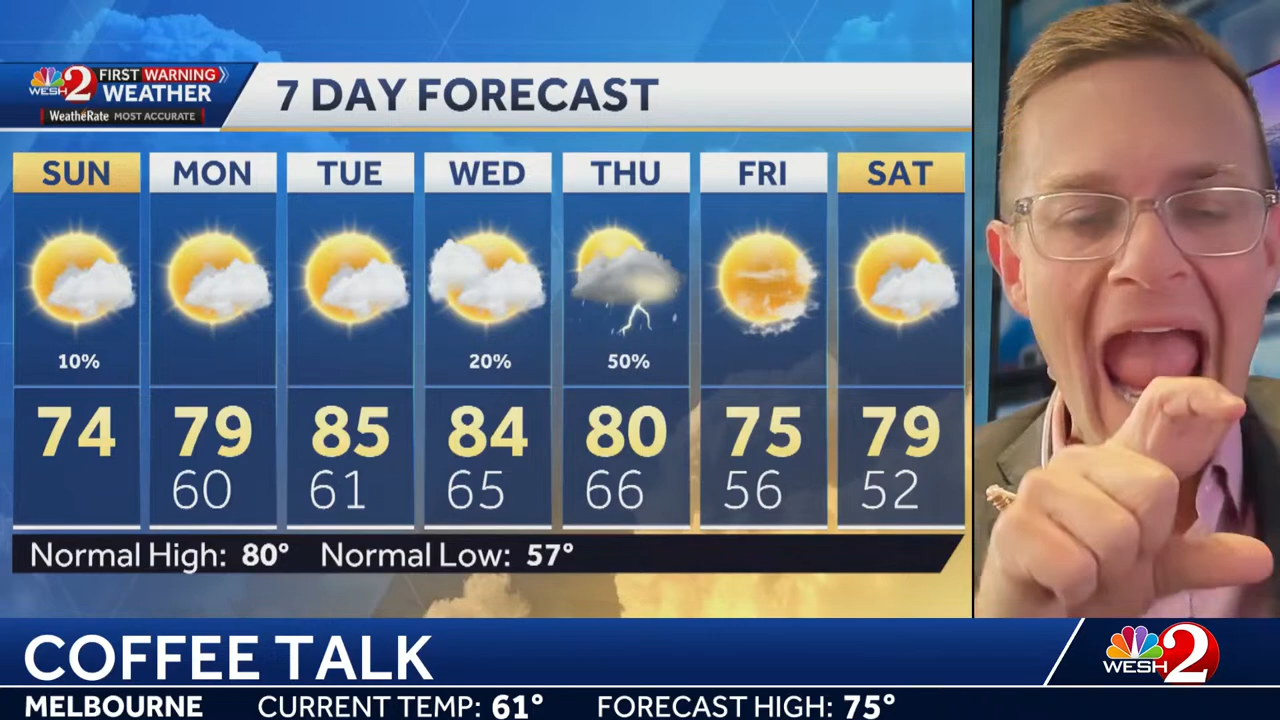 WESH 2 FIRST WARNING
WEATHER
WeatheRate MOST ACCURATE
7 DAY FORECAST
SUN MON TUE WED THU FRI SAT
10% 20% 50%
74 79 85 84 80 75 79
60 61 65 66 56 52
Normal High: 80° Normal Low: 57°
COFFEE TALK
WESH 2
MELBOURNE CURRENT TEMP: 61° FORECAST HIGH: 75°